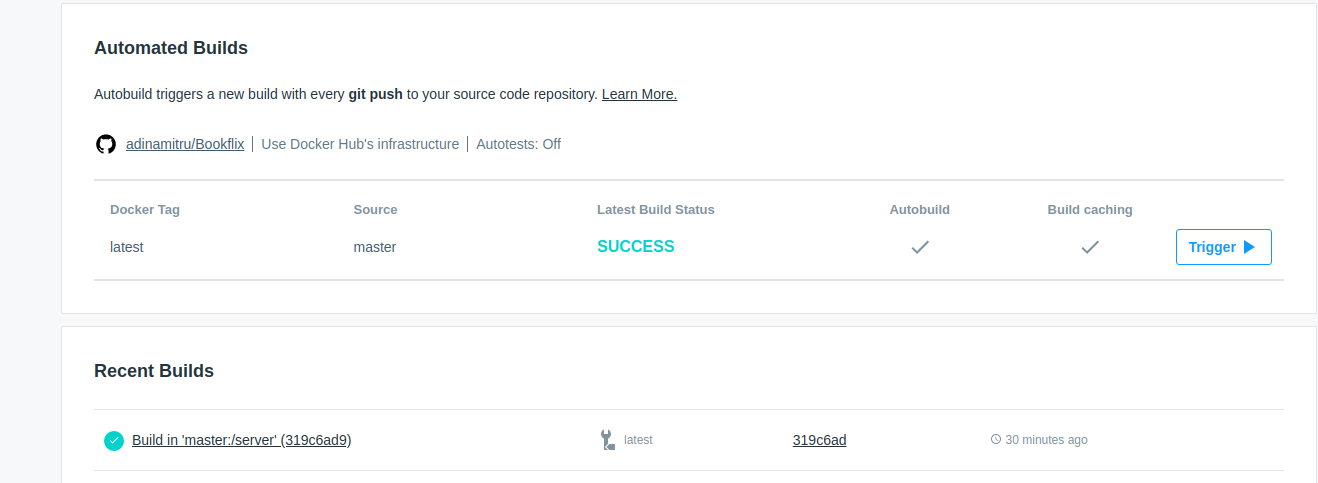 Automated Builds
Autobuild triggers a new build with every git push to your source code repository. Learn More.
adinamitru/Bookflix | Use Docker Hub's infrastructure | Autotests: Off
Docker Tag Source Latest Build Status Autobuild Build caching
latest master SUCCESS Trigger
Recent Builds
Build in 'master:/server' (319c6ad9) latest 319c6ad 30 minutes ago